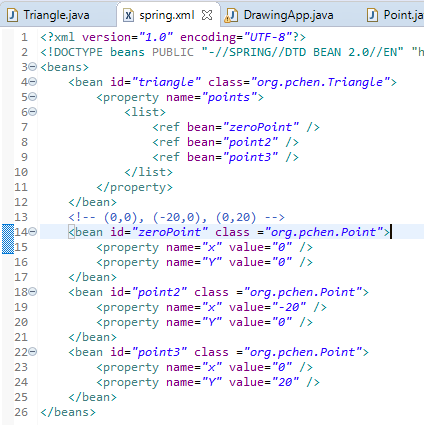 Triangle.java spring.xml DrawingApp.java Point.java
1 <?xml version="1.0" encoding="UTF-8"?>
2 <!DOCTYPE beans PUBLIC "-//SPRING//DTD BEAN 2.0//EN" "h
3 <beans>
4 <bean id="triangle" class="org.pchen.Triangle">
5 <property name="points">
6 <list>
7 <ref bean="zeroPoint" />
8 <ref bean="point2" />
9 <ref bean="point3" />
10 </list>
11 </property>
12 </bean>
13 <!-- (0,0), (-20,0), (0,20) -->
14 <bean id="zeroPoint" class ="org.pchen.Point">
15 <property name="x" value="0" />
16 <property name="Y" value="0" />
17 </bean>
18 <bean id="point2" class ="org.pchen.Point">
19 <property name="x" value="-20" />
20 <property name="Y" value="0" />
21 </bean>
22 <bean id="point3" class ="org.pchen.Point">
23 <property name="x" value="0" />
24 <property name="Y" value="20" />
25 </bean>
26 </beans>